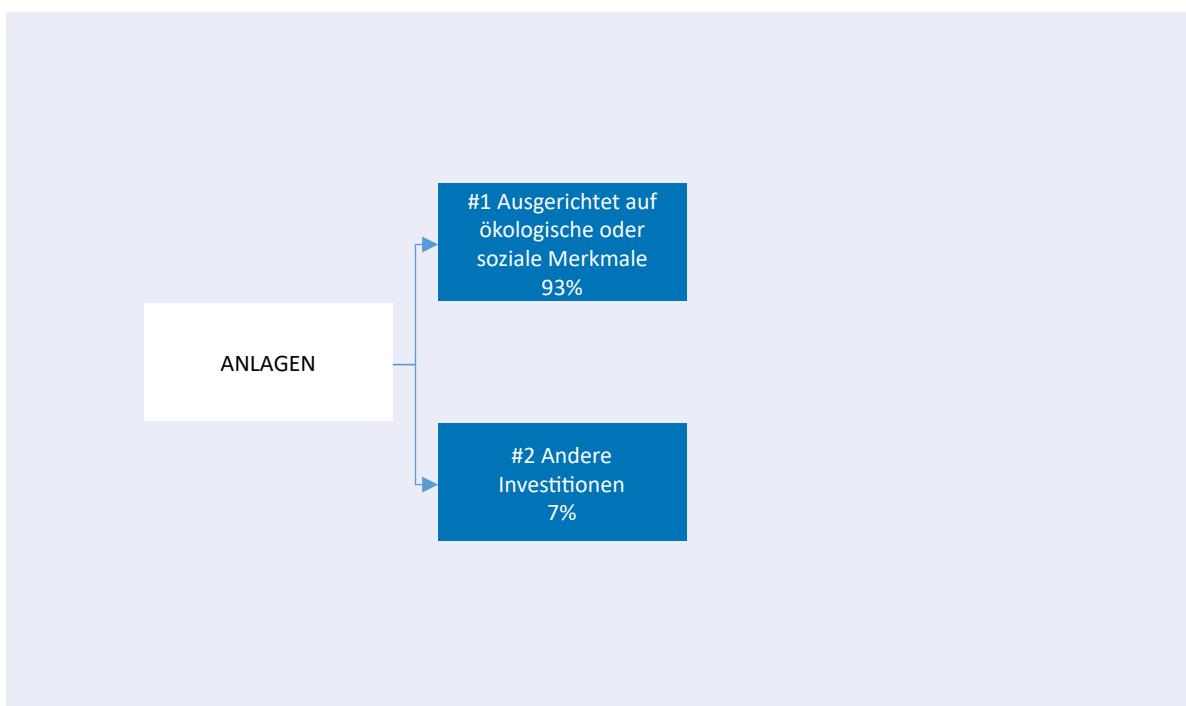 #1 Ausgerichtet auf
ökologische oder
soziale Merkmale
93%
ANLAGEN
#2 Andere
Investitionen
7%